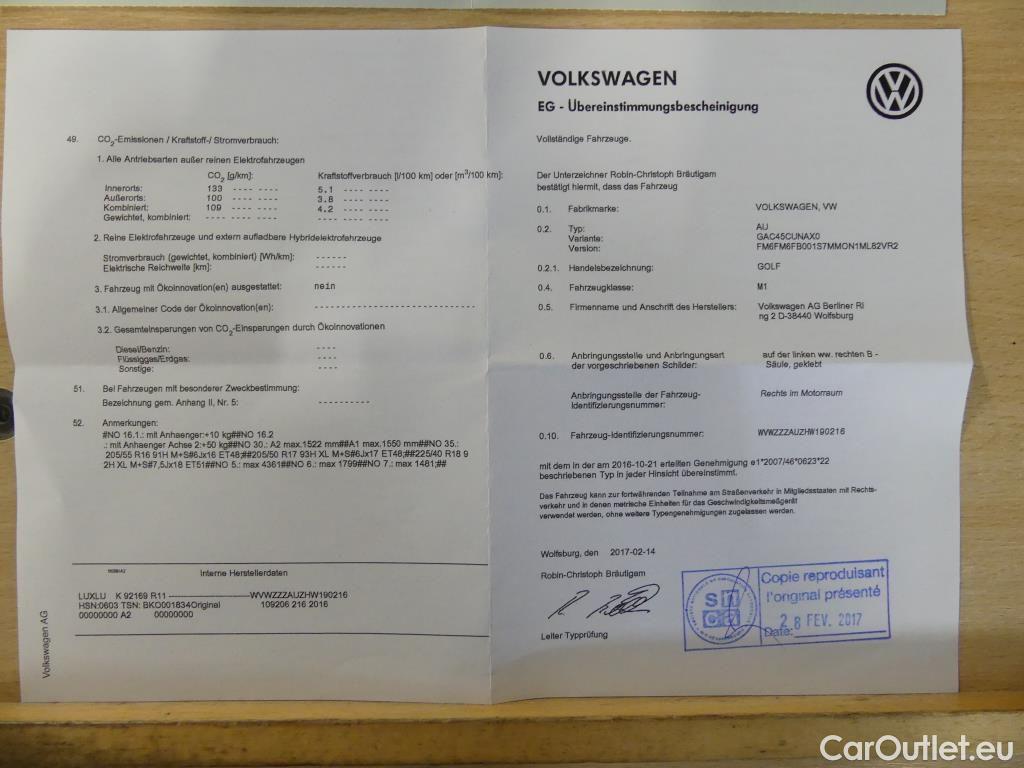 49. CO2-Emissionen / Kraftstoff-/ Stromverbrauch:
1. Alle Antriebsarten außer reinen Elektrofahrzeugen
CO2 [g/km]: Kraftstoffverbrauch [l/100 km] oder [m3/100 km]:
Innerorts: 133 ---- ---- 5.1 ---- ----
Außerorts: 100 ---- ---- 3.8 ---- ----
Kombiniert: 109 ---- ---- 4.2 ---- ----
Gewichtet, kombiniert: ---- ---- ---- ---- ---- ----
2. Reine Elektrofahrzeuge und extern aufladbare Hybridelektrofahrzeuge
Stromverbrauch (gewichtet, kombiniert) [Wh/km]: ------
Elektrische Reichweite [km]: ------
3. Fahrzeug mit Ökoinnovation(en) ausgestattet: nein
3.1. Allgemeiner Code der Ökoinnovation(en): ----------------------------
3.2. Gesamteinsparungen von CO2-Einsparungen durch Ökoinnovationen
Diesel/Benzin: ----
Flüssiggas/Erdgas: ----
Sonstige: ----
51. Bei Fahrzeugen mit besonderer Zweckbestimmung:
Bezeichnung gem. Anhang II, Nr. 5: ----------
52. Anmerkungen:
#NO 16.1.: mit Anhaenger:+10 kg##NO 16.2
.: mit Anhaenger Achse 2:+50 kg##NO 30.: A2 max.1522 mm##A1 max.1550 mm##NO 35.:
205/55 R16 91H M+S#6Jx16 ET48;##205/50 R17 93H XL M+S#6Jx17 ET48;##225/40 R18 9
2H XL M+S#7,5Jx18 ET51##NO 5.: max 4361##NO 6.: max 1799##NO 7.: max 1481;##
Interne Herstellerdaten
LUXLIJ K 92169 R11 WVWZZZAUZHW190216
HSN:0603 TSN: BKO001834Original 109206 216 2016
00000000 A2 00000000
Volkswagen AG
VOLKSWAGEN
EG - Übereinstimmungsbescheinigung
Vollständige Fahrzeuge.
Der Unterzeichner Robin-Christoph Bräutigam
bestätigt hiermit, dass das Fahrzeug
0.1. Fabrikmarke: VOLKSWAGEN, VW
0.2. Typ: AU
Variante: GAC45CUNAX0
Version: FM6FM6FB001S7MMON1ML82VR2
0.2.1. Handelsbezeichnung: GOLF
0.4. Fahrzeugklasse: M1
0.5. Firmenname und Anschrift des Herstellers: Volkswagen AG Berliner Ri
ng 2 D-38440 Wolfsburg
0.6. Anbringungsstelle und Anbringungsart auf der linken ww. rechten B -
der vorgeschriebenen Schilder: Säule, geklebt
Anbringungsstelle der Fahrzeug- Rechts im Motorraum
Identifizierungsnummer:
0.10. Fahrzeug-Identifizierungsnummer: WVWZZZAUZHW190216
mit dem in der am 2016-10-21 erteilten Genehmigung e1*2007/46*0623*22
beschriebenen Typ in jeder Hinsicht übereinstimmt.
Das Fahrzeug kann zur fortwährenden Teilnahme am Straßenverkehr in Mitgliedsstaaten mit Rechts-
verkehr und in denen metrische Einheiten für das Geschwindigkeitsmeßgerät
verwendet werden, ohne weitere Typengenehmigungen zugelassen werden.
Wolfsburg, den 2017-02-14
Robin-Christoph Bräutigam
Leiter Typprüfung
Copie reproduisant
l'original présenté
28 FEV. 2017
Date:
CarOutlet.eu